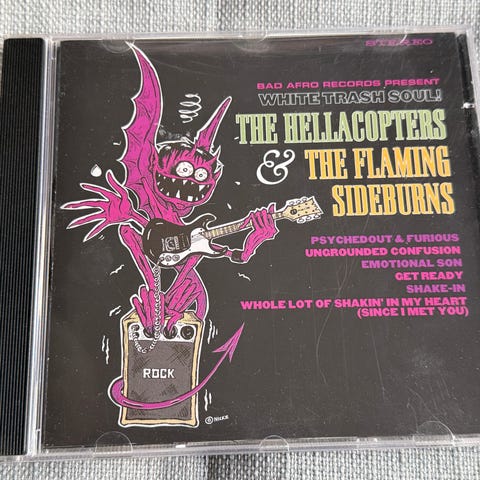 STEREO
BAD AFRO RECORDS PRESENT
WHITE TRASH SOUL!
THE HELLACOPTERS
& THE FLAMING
SIDEBURNS
PSYCHEDOUT & FURIOUS
UNGROUNDED CONFUSION
EMOTIONAL SON
GET READY
SHAKE-IN
WHOLE LOT OF SHAKIN' IN MY HEART
(SINCE I MET YOU)
ROCK